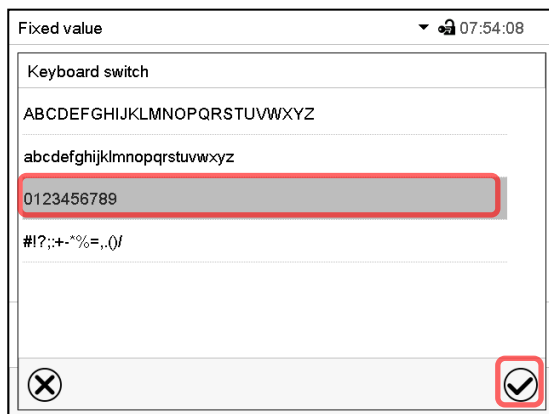 Fixed value 07:54:08
Keyboard switch
ABCDEFGHIJKLMNOPQRSTUVWXYZ
abcdefghijklmnopqrstuvwxyz
0123456789
#!?;:+-*%=,.()/